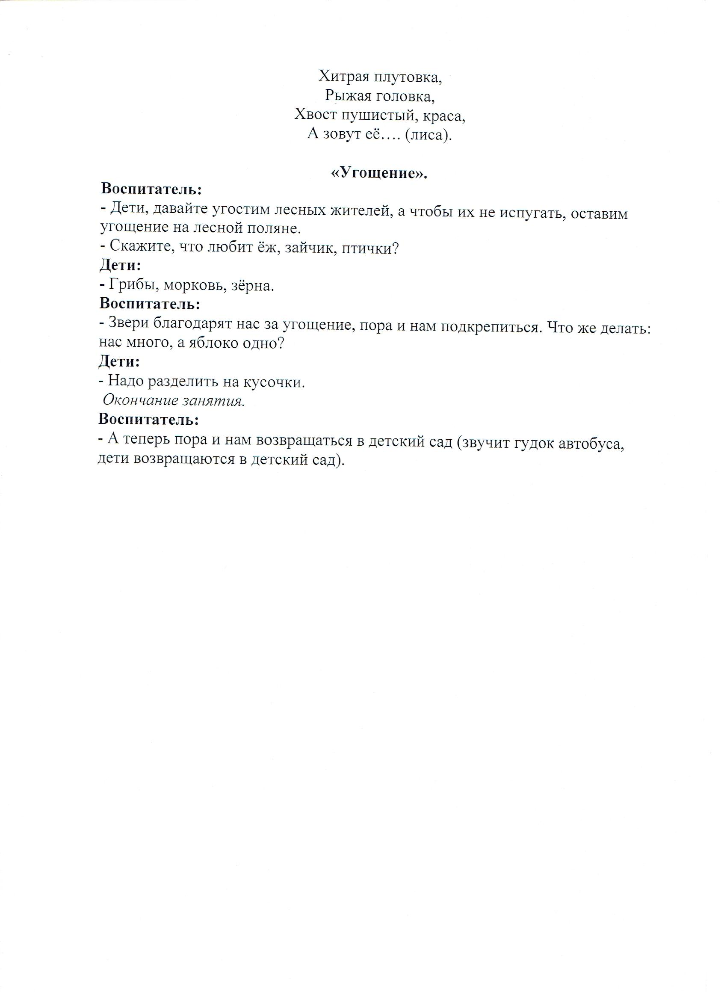 Хитрая плутовка,
Рыжая головка,
Хвост пушистый, краса,
А зовут её…. (лиса).
«Угощение».
Воспитатель:
- Дети, давайте угостим лесных жителей, а чтобы их не испугать, оставим
угощение на лесной поляне.
- Скажите, что любит ёж, зайчик, птички?
Дети:
- Грибы, морковь, зёрна.
Воспитатель:
- Звери благодарят нас за угощение, пора и нам подкрепиться. Что же делать:
нас много, а яблоко одно?
Дети:
- Надо разделить на кусочки.
Окончание занятия.
Воспитатель:
- А теперь пора и нам возвращаться в детский сад (звучит гудок автобуса,
дети возвращаются в детский сад).